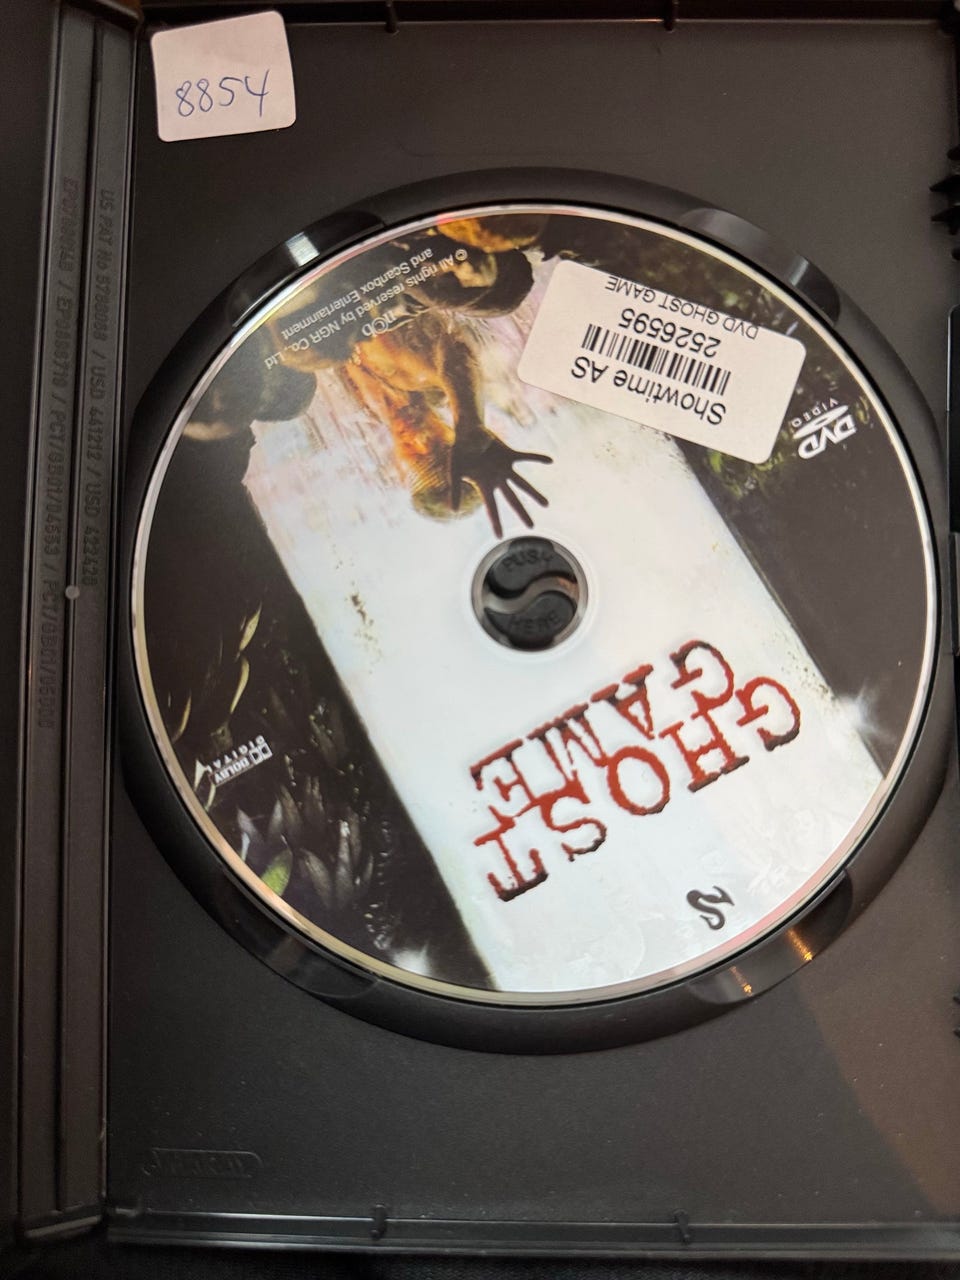 8854
US PAT No 5788068 / USD 441212 / USD 422426
© All rights reserved by NGR Co., Ltd
and Scanbox Entertainment
Showtime AS
2526595
DVD GHOST GAME
DVD
VIDEO
PUSH
HERE
GHOST
GAME
DOLBY
DIGITAL